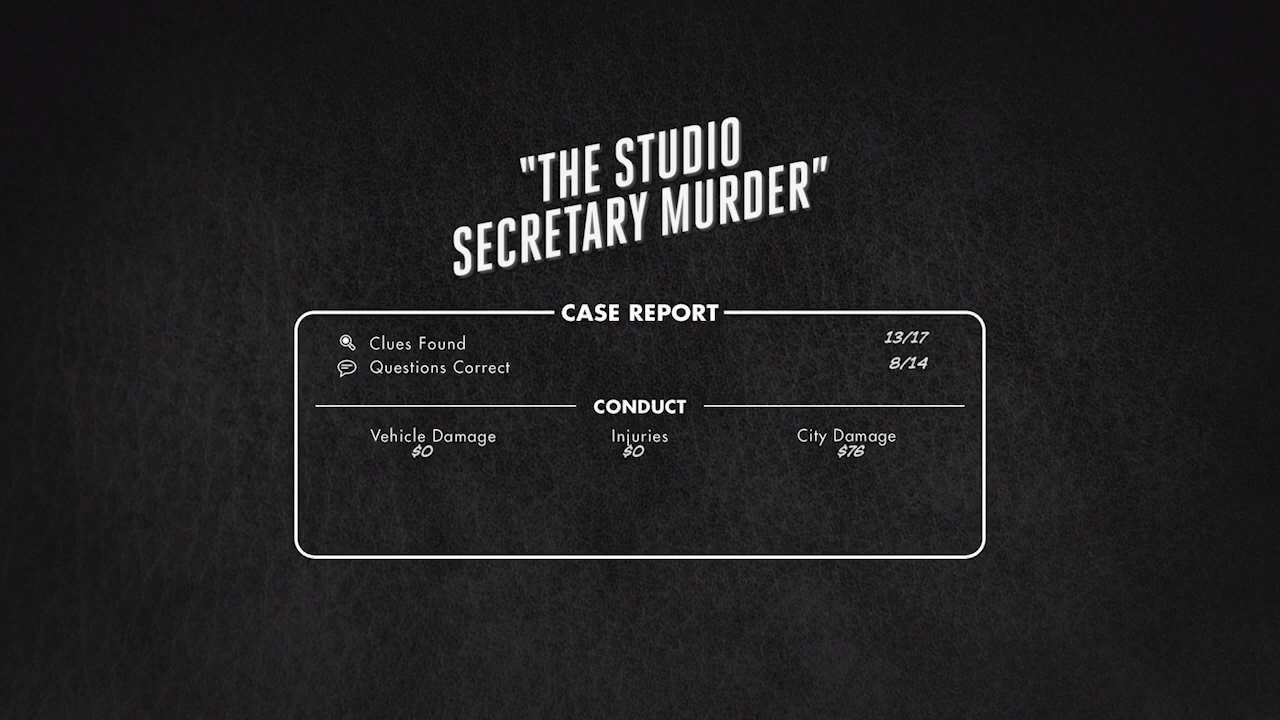 "THE STUDIO
SECRETARY MURDER"
CASE REPORT
Clues Found 13/17
Questions Correct 8/14
CONDUCT
Vehicle Damage Injuries City Damage
$0 $0 $76